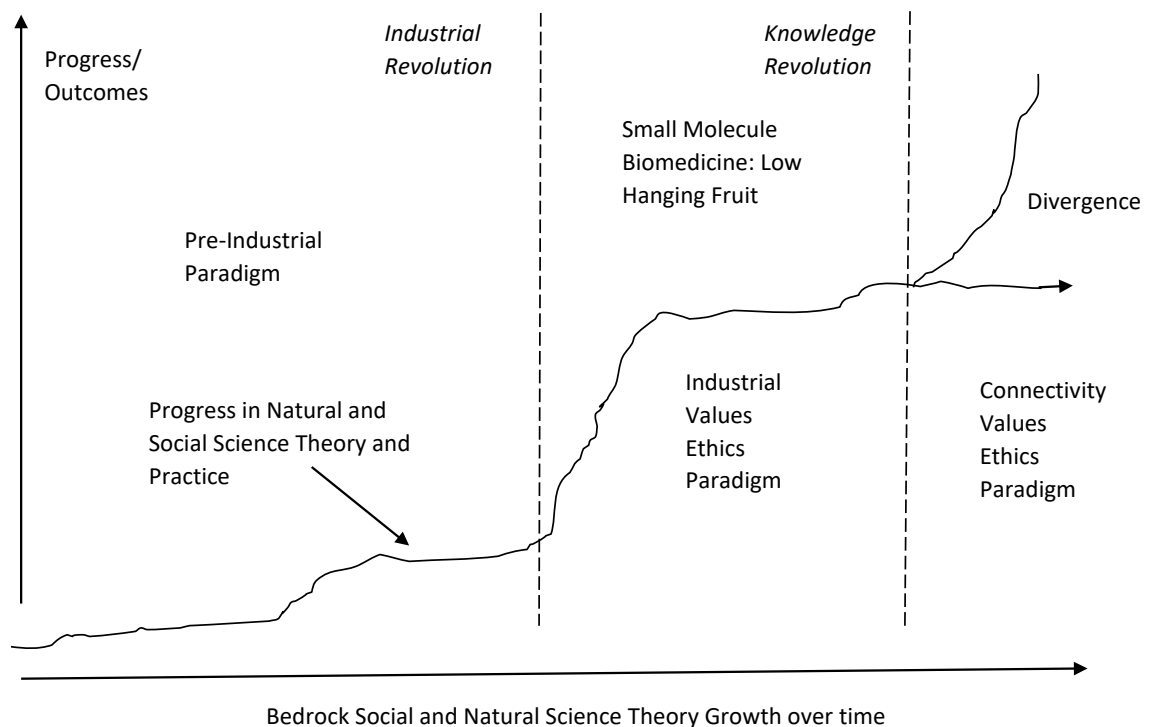 Progress/
Outcomes
Industrial
Revolution
Knowledge
Revolution
Small Molecule
Biomedicine: Low
Hanging Fruit
Divergence
Pre-Industrial
Paradigm
Progress in Natural and
Social Science Theory and
Practice
Industrial
Values
Ethics
Paradigm
Connectivity
Values
Ethics
Paradigm
Bedrock Social and Natural Science Theory Growth over time